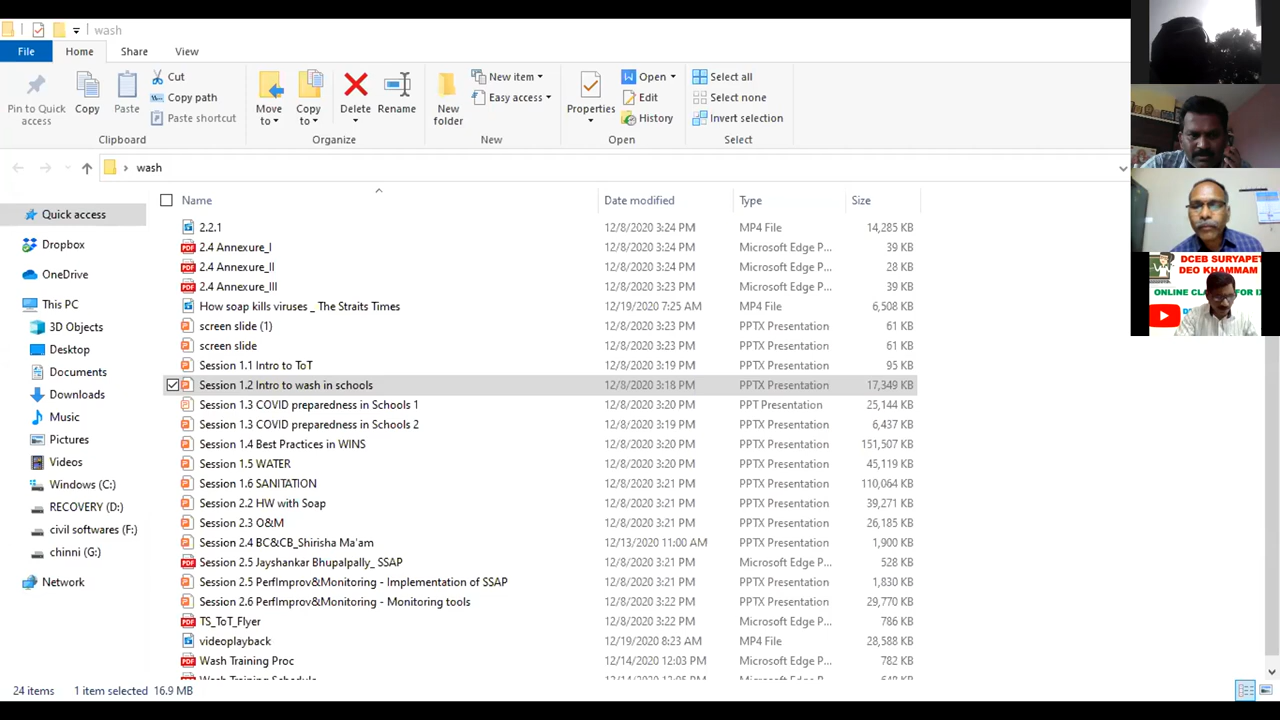 wash
File Home Share View
Pin to Quick access
Copy
Paste
Cut
Copy path
Paste shortcut
Clipboard
Move to
Copy to
Delete
Rename
Organize
New folder
New item
Easy access
New
Properties
Open
Edit
History
Open
Select all
Select none
Invert selection
Select
wash
Quick access
Dropbox
OneDrive
This PC
3D Objects
Desktop
Documents
Downloads
Music
Pictures
Videos
Windows (C:)
RECOVERY (D:)
civil softwares (F:)
chinni (G:)
Network
Name Date modified Type Size
2.2.1 12/8/2020 3:24 PM MP4 File 14,285 KB
2.4 Annexure_I 12/8/2020 3:24 PM Microsoft Edge P... 39 KB
2.4 Annexure_II 12/8/2020 3:24 PM Microsoft Edge P... 28 KB
2.4 Annexure_III 12/8/2020 3:23 PM Microsoft Edge P... 39 KB
How soap kills viruses _ The Straits Times 12/19/2020 7:25 AM MP4 File 6,508 KB
screen slide (1) 12/8/2020 3:23 PM PPTX Presentation 61 KB
screen slide 12/8/2020 3:23 PM PPTX Presentation 61 KB
Session 1.1 Intro to ToT 12/8/2020 3:19 PM PPTX Presentation 95 KB
Session 1.2 Intro to wash in schools 12/8/2020 3:18 PM PPTX Presentation 17,349 KB
Session 1.3 COVID preparedness in Schools 1 12/8/2020 3:20 PM PPT Presentation 25,144 KB
Session 1.3 COVID preparedness in Schools 2 12/8/2020 3:19 PM PPTX Presentation 6,437 KB
Session 1.4 Best Practices in WINS 12/8/2020 3:20 PM PPTX Presentation 151,507 KB
Session 1.5 WATER 12/8/2020 3:20 PM PPTX Presentation 45,119 KB
Session 1.6 SANITATION 12/8/2020 3:21 PM PPTX Presentation 110,064 KB
Session 2.2 HW with Soap 12/8/2020 3:21 PM PPTX Presentation 39,271 KB
Session 2.3 O&M 12/8/2020 3:21 PM PPTX Presentation 26,185 KB
Session 2.4 BC&CB_Shirisha Ma'am 12/13/2020 11:00 AM PPTX Presentation 1,900 KB
Session 2.5 Jayshankar Bhupalpally_ SSAP 12/8/2020 3:21 PM Microsoft Edge P... 528 KB
Session 2.5 PerfImprov&Monitoring - Implementation of SSAP 12/8/2020 3:21 PM PPTX Presentation 1,830 KB
Session 2.6 PerfImprov&Monitoring - Monitoring tools 12/8/2020 3:22 PM PPTX Presentation 29,770 KB
TS_ToT_Flyer 12/8/2020 3:22 PM Microsoft Edge P... 786 KB
videoplayback 12/19/2020 8:23 AM MP4 File 28,588 KB
Wash Training Proc 12/14/2020 12:03 PM Microsoft Edge P... 782 KB
24 items 1 item selected 16.9 MB
DCEB SURYAPET
DEO KHAMMAM